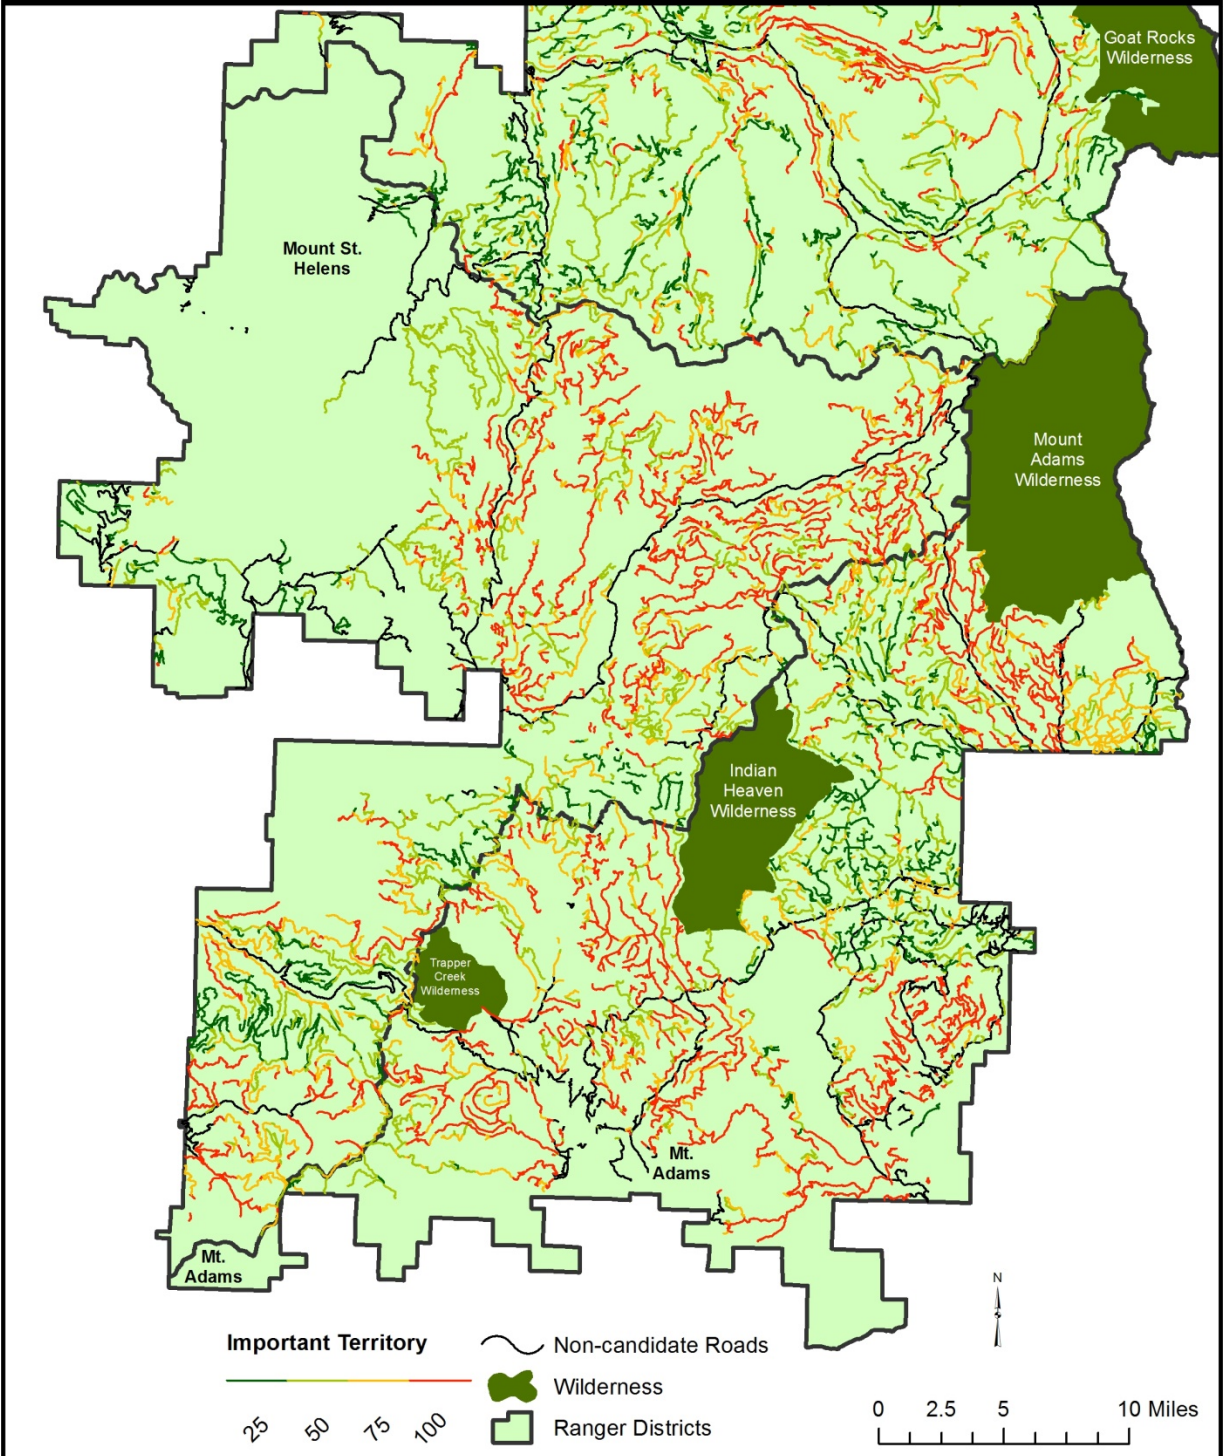 Goat Rocks
Wilderness
Mount St.
Helens
Mount
Adams
Wilderness
Indian
Heaven
Wilderness
Trapper
Creek
Wilderness
Mt.
Adams
Mt.
Adams
N
Important Territory
25 50 75 100
Non-candidate Roads
Wilderness
Ranger Districts
0 2.5 5 10 Miles